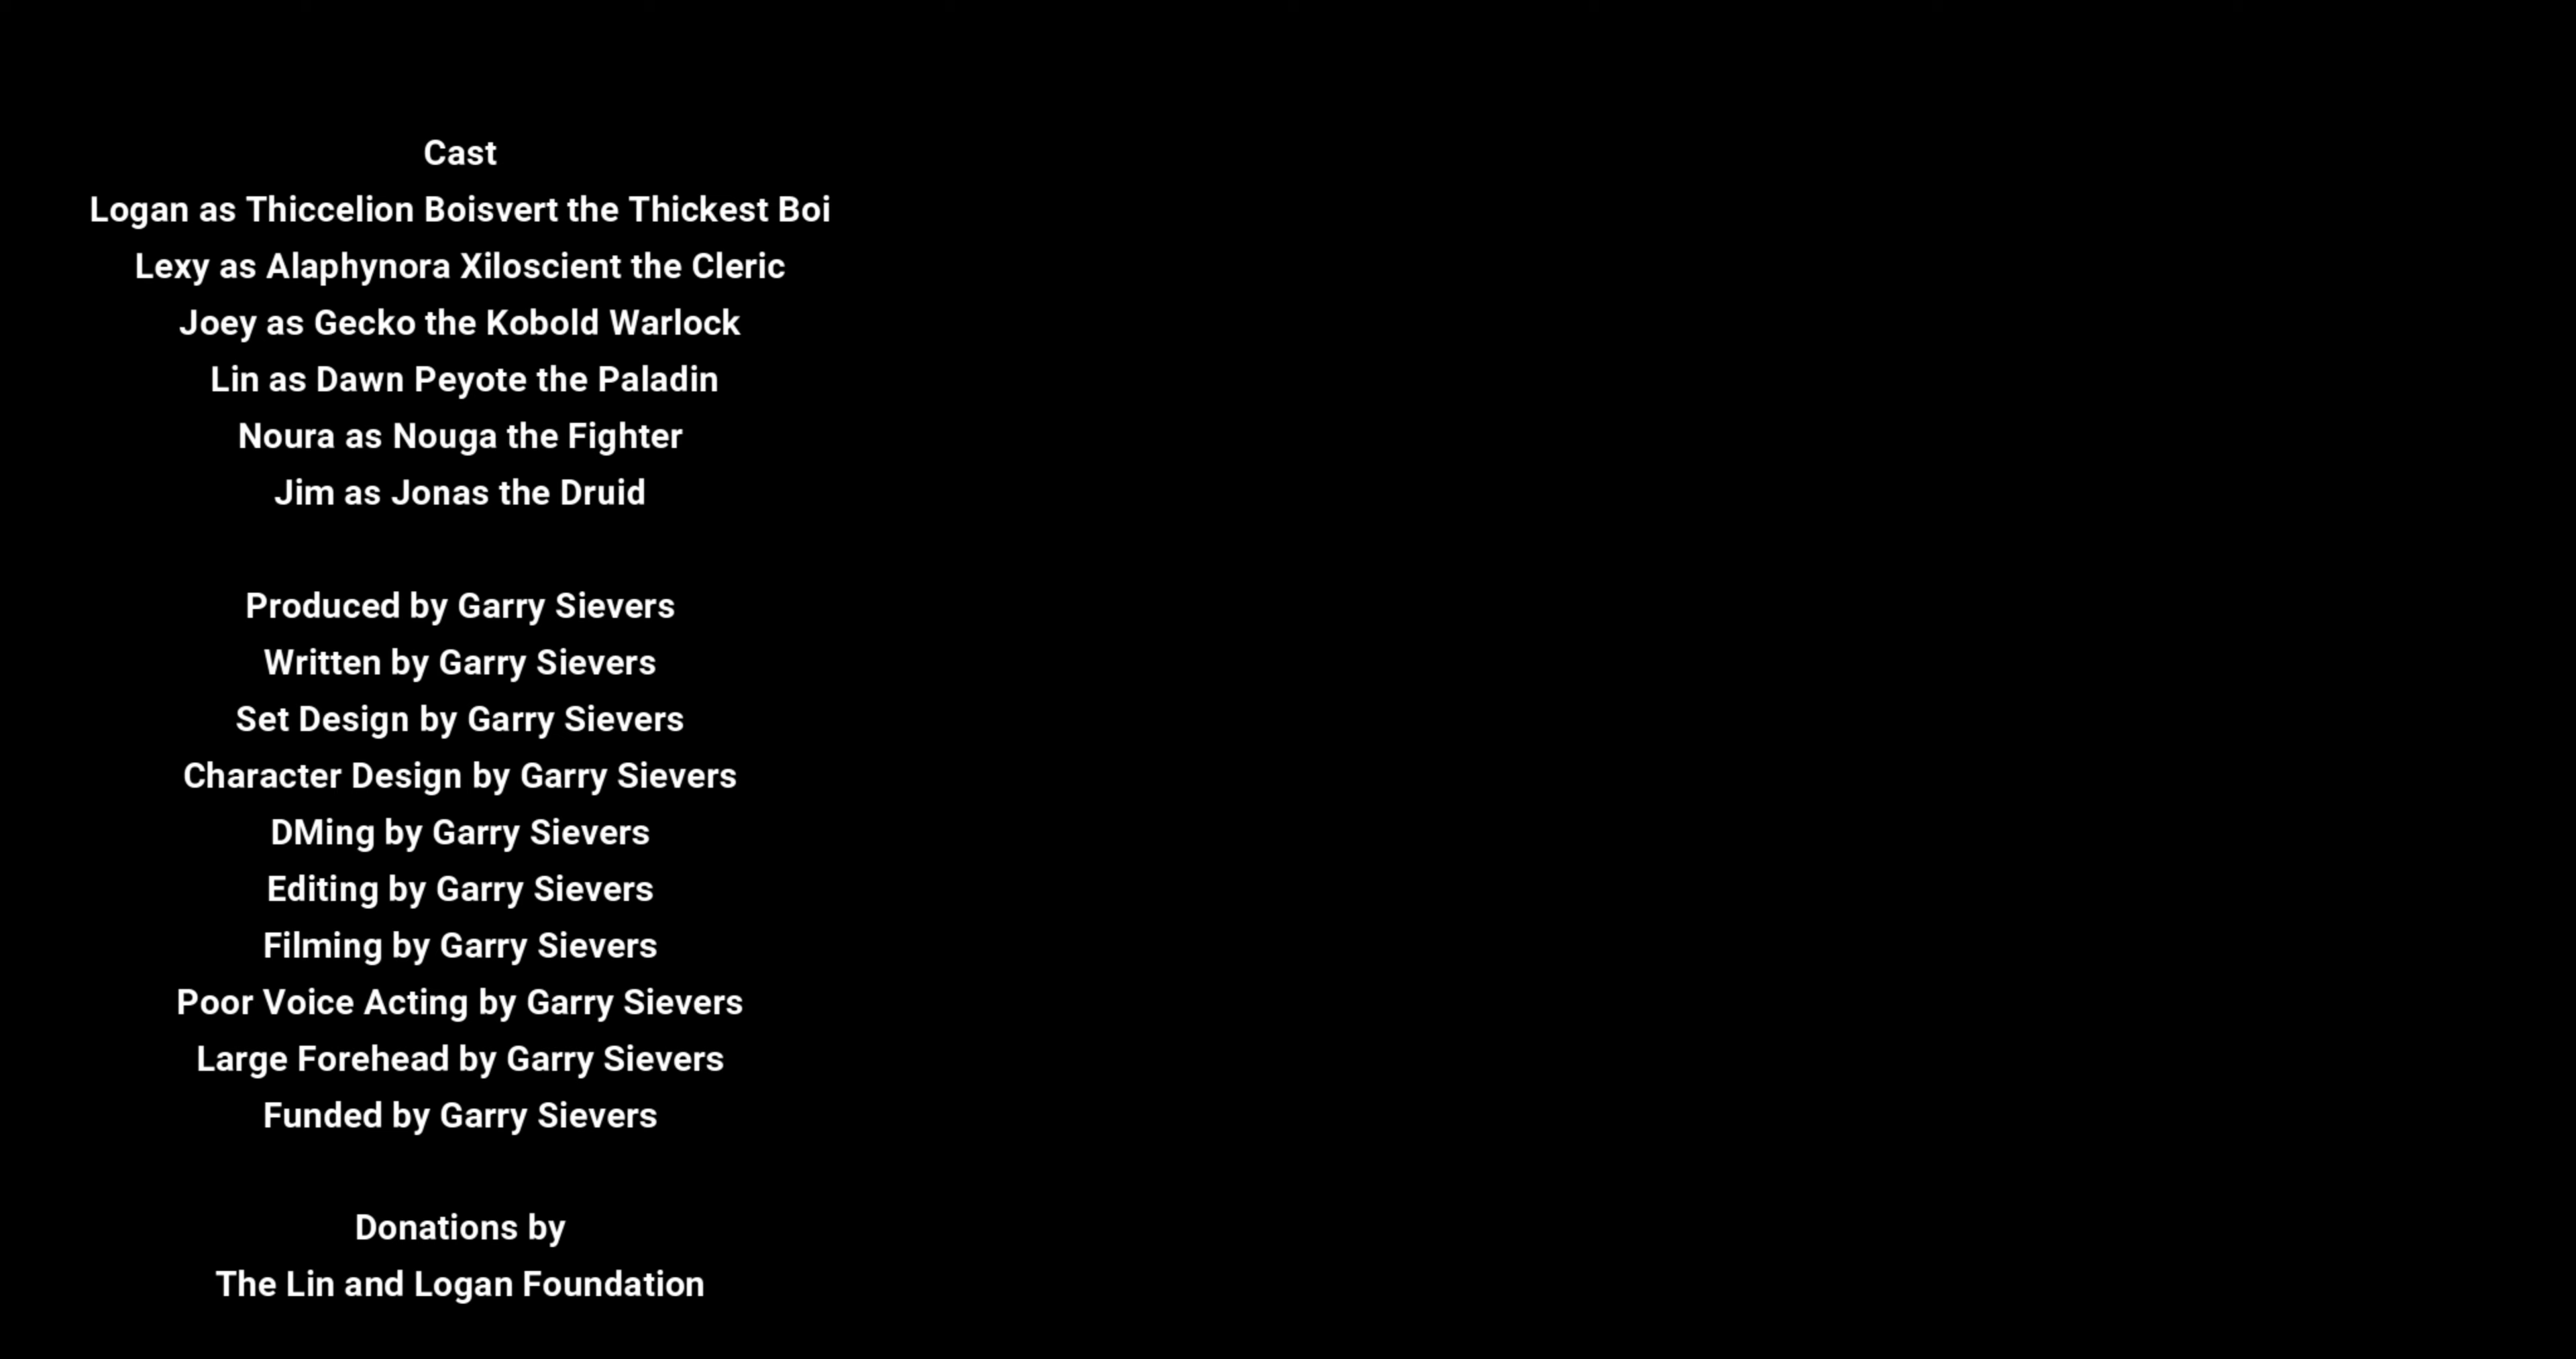 Cast
Logan as Thiccelion Boisvert the Thickest Boi
Lexy as Alaphynora Xiloscient the Cleric
Joey as Gecko the Kobold Warlock
Lin as Dawn Peyote the Paladin
Noura as Nouga the Fighter
Jim as Jonas the Druid
Produced by Garry Sievers
Written by Garry Sievers
Set Design by Garry Sievers
Character Design by Garry Sievers
DMing by Garry Sievers
Editing by Garry Sievers
Filming by Garry Sievers
Poor Voice Acting by Garry Sievers
Large Forehead by Garry Sievers
Funded by Garry Sievers
Donations by
The Lin and Logan Foundation